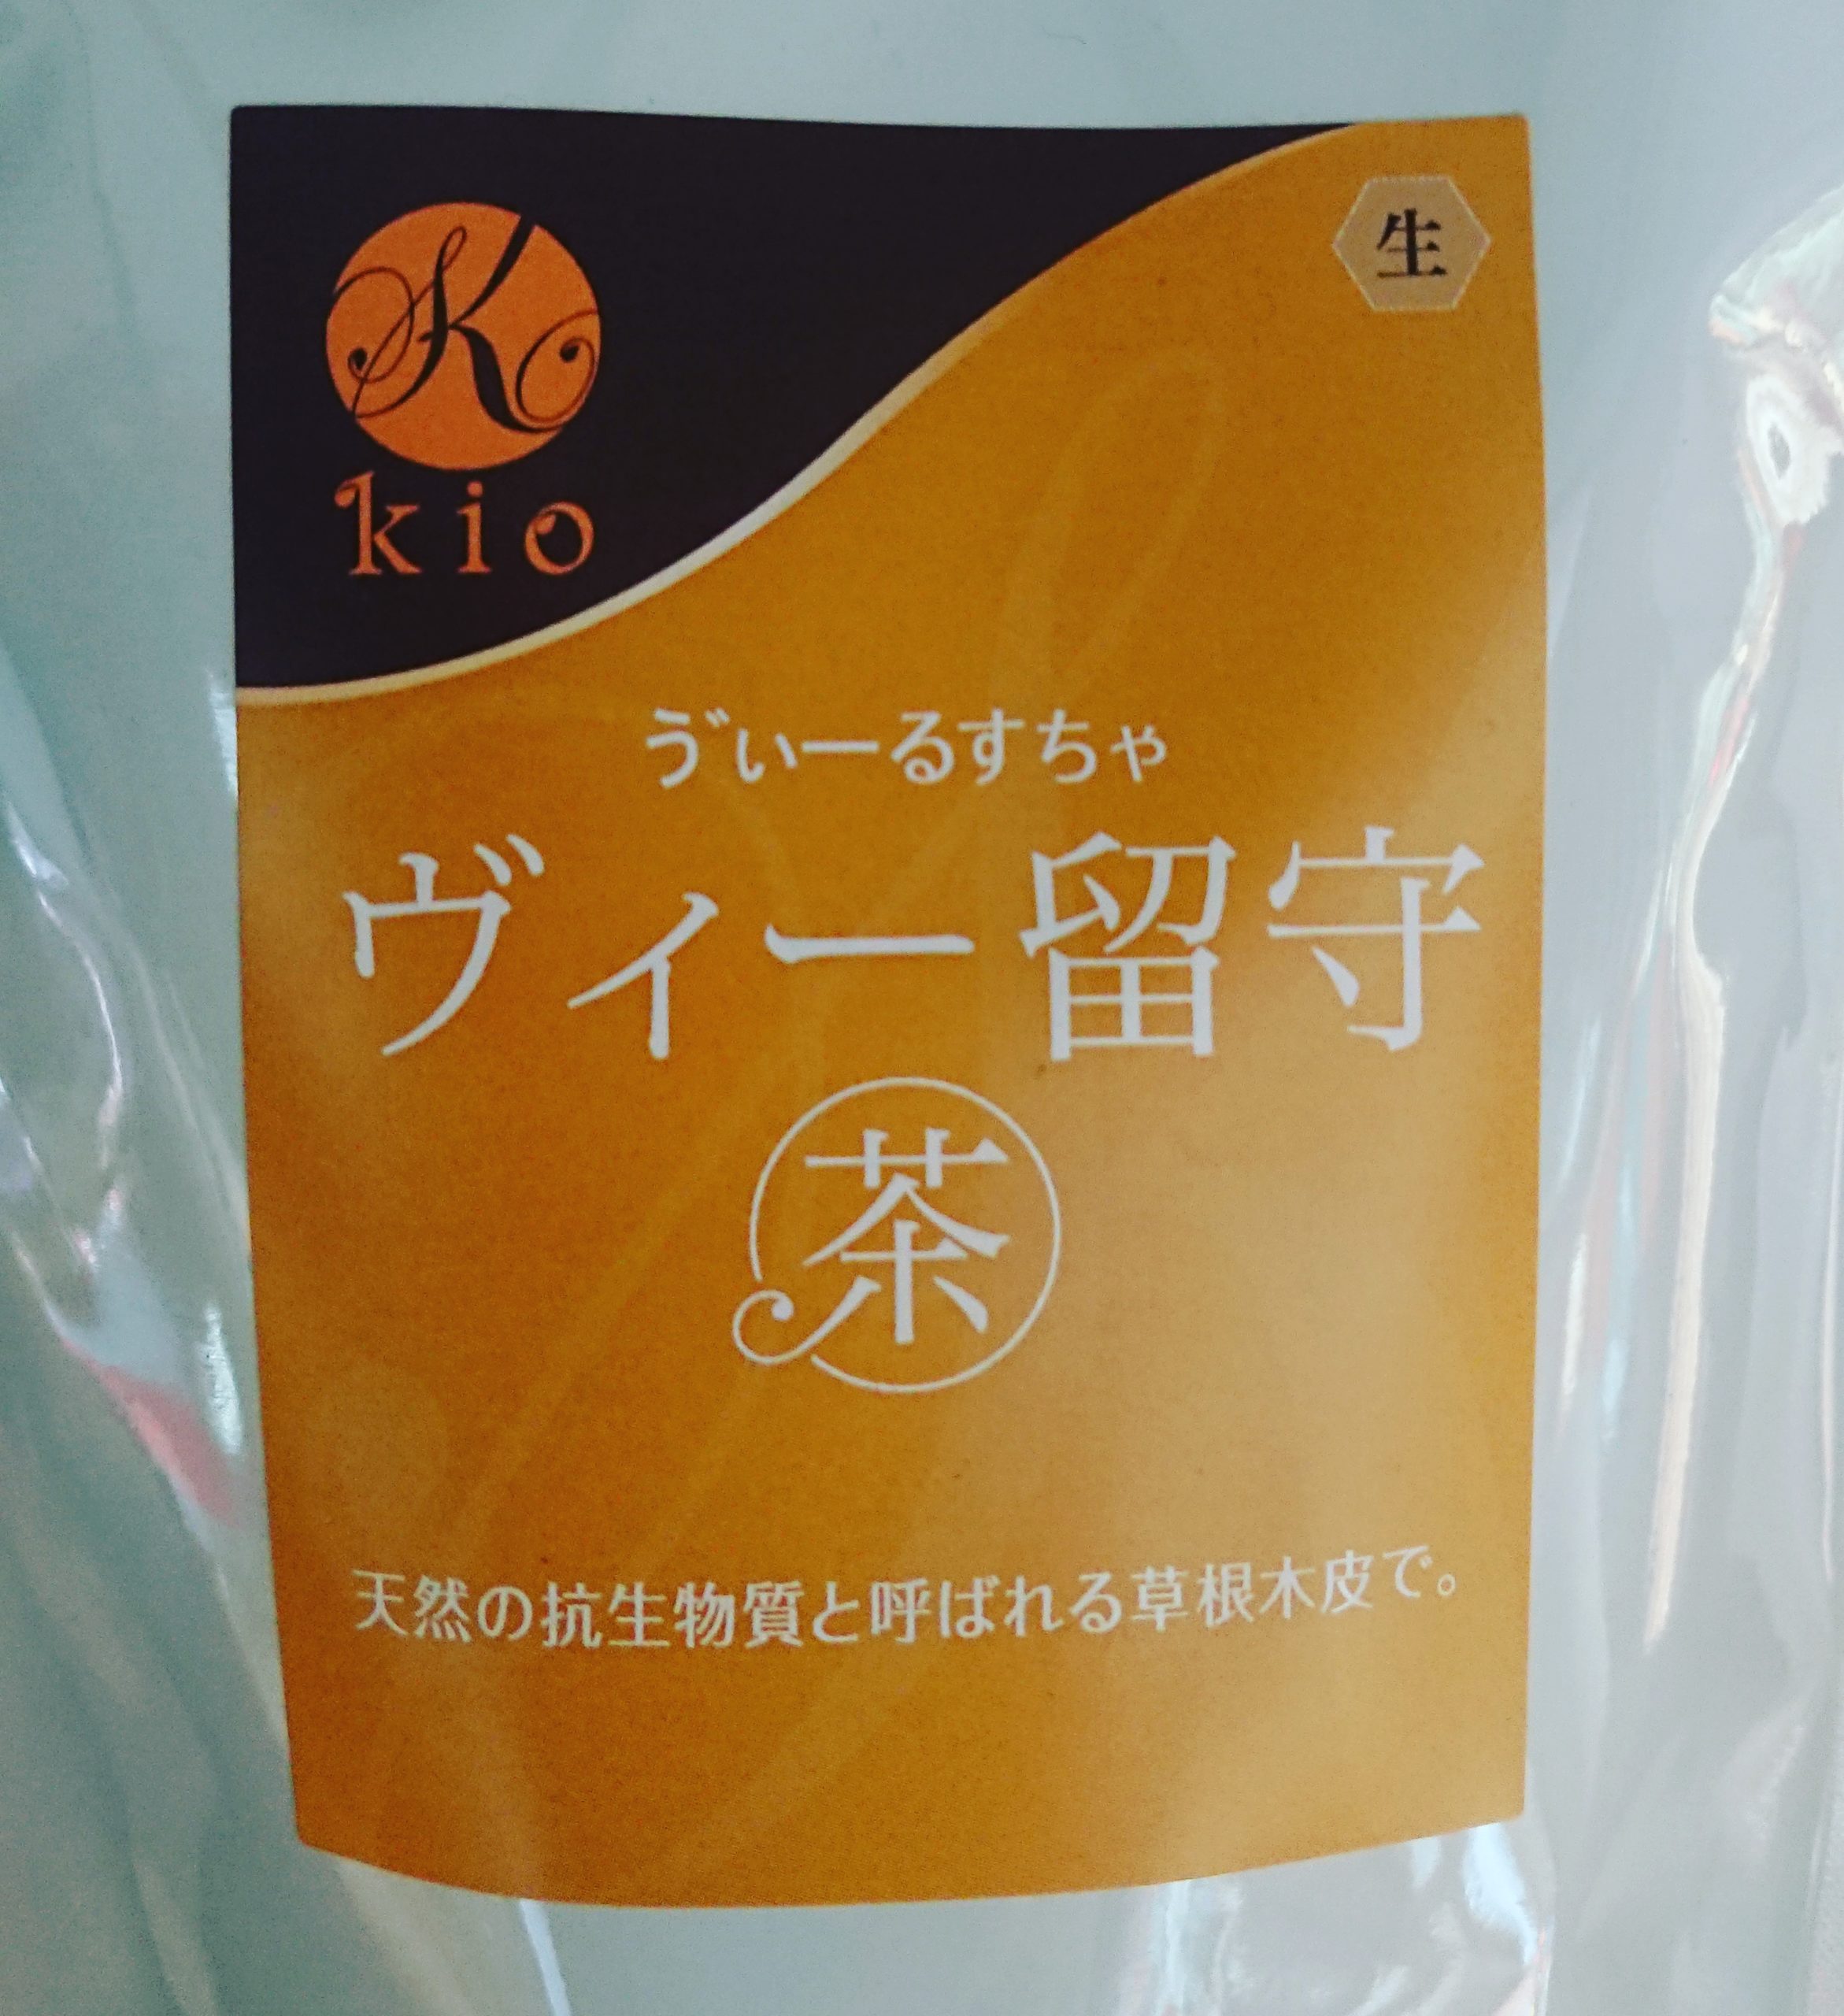 生
K
kio
ゔぃーるすちゃ
ヴィー留守
茶
天然の抗生物質と呼ばれる草根木皮で。